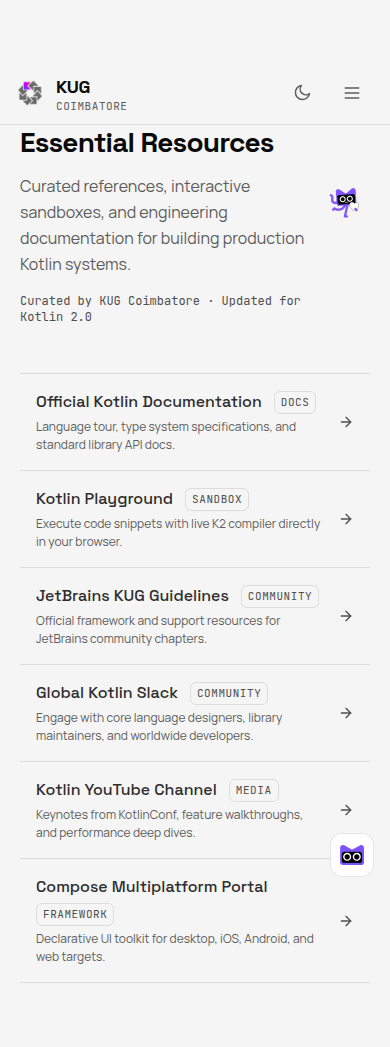 KUG
COIMBATORE
Essential Resources
Curated references, interactive
sandboxes, and engineering
documentation for building production
Kotlin systems.
Curated by KUG Coimbatore · Updated for
Kotlin 2.0
Official Kotlin Documentation DOCS
Language tour, type system specifications, and
standard library API docs.
Kotlin Playground SANDBOX
Execute code snippets with live K2 compiler directly
in your browser.
JetBrains KUG Guidelines COMMUNITY
Official framework and support resources for
JetBrains community chapters.
Global Kotlin Slack COMMUNITY
Engage with core language designers, library
maintainers, and worldwide developers.
Kotlin YouTube Channel MEDIA
Keynotes from KotlinConf, feature walkthroughs,
and performance deep dives.
Compose Multiplatform Portal
FRAMEWORK
Declarative UI toolkit for desktop, iOS, Android, and
web targets.